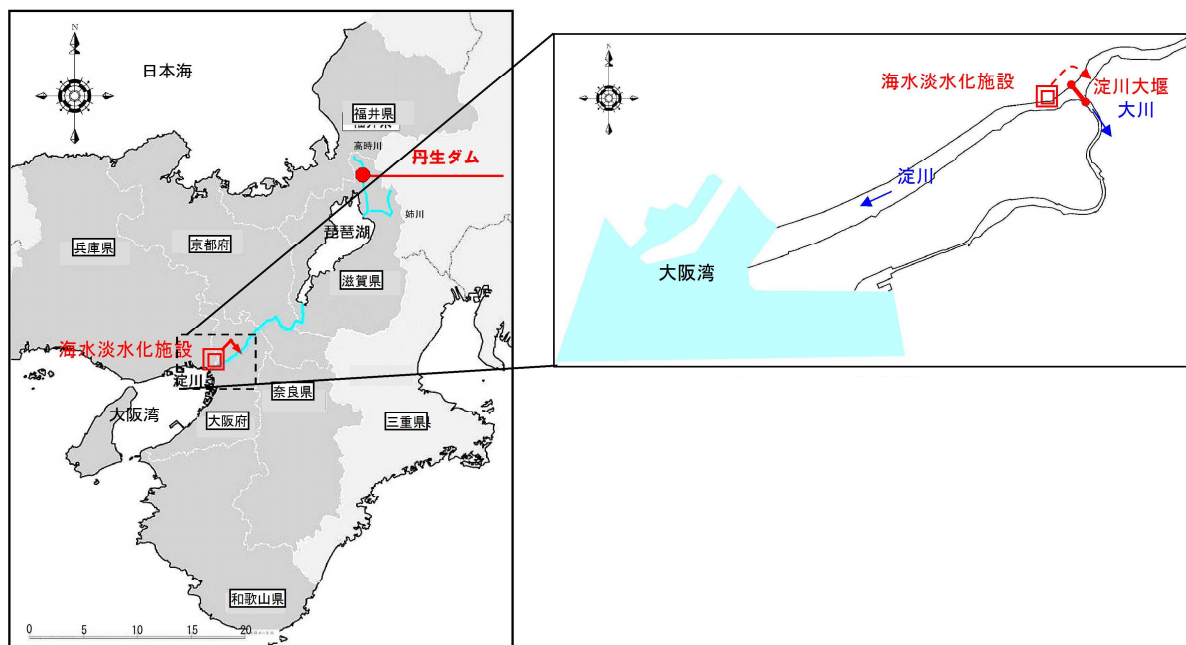 N
日本海
福井県
高時川
丹生ダム
姉川
兵庫県
京都府
琵琶湖
滋賀県
海水淡水化施設
淀川
奈良県
大阪湾
大阪府
三重県
和歌山県
0 5 10 15 20
N
海水淡水化施設
淀川大堰
大川
淀川
大阪湾